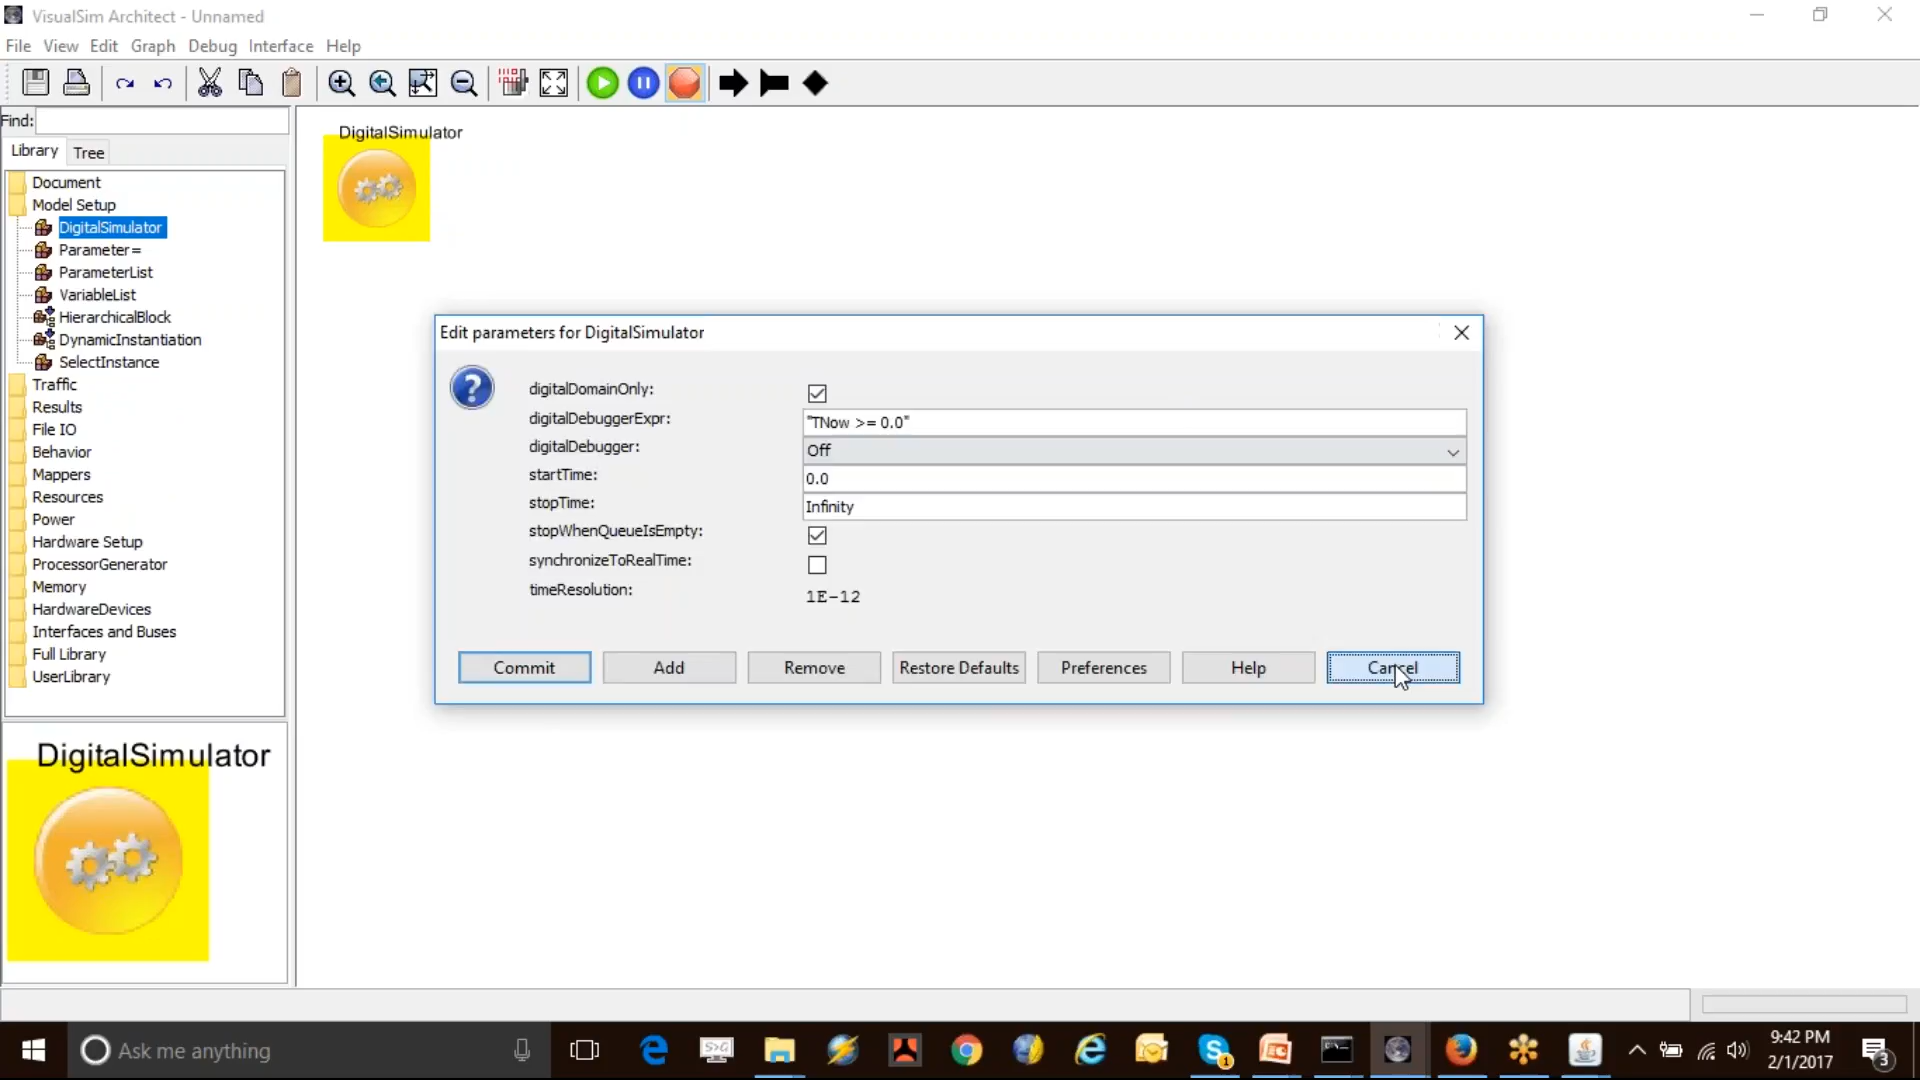 VisualSim Architect - Unnamed
File View Edit Graph Debug Interface Help
Find:
Library Tree
Document
Model Setup
DigitalSimulator
Parameter=
ParameterList
VariableList
HierarchicalBlock
DynamicInstantiation
SelectInstance
Traffic
Results
File IO
Behavior
Mappers
Resources
Power
Hardware Setup
ProcessorGenerator
Memory
HardwareDevices
Interfaces and Buses
Full Library
UserLibrary
DigitalSimulator
DigitalSimulator
Edit parameters for DigitalSimulator
digitalDomainOnly:
digitalDebuggerExpr: "TNow >= 0.0"
digitalDebugger: Off
startTime: 0.0
stopTime: Infinity
stopWhenQueueIsEmpty:
synchronizeToRealTime:
timeResolution: 1E-12
Commit Add Remove Restore Defaults Preferences Help Cancel
Ask me anything
9:42 PM
2/1/2017
3